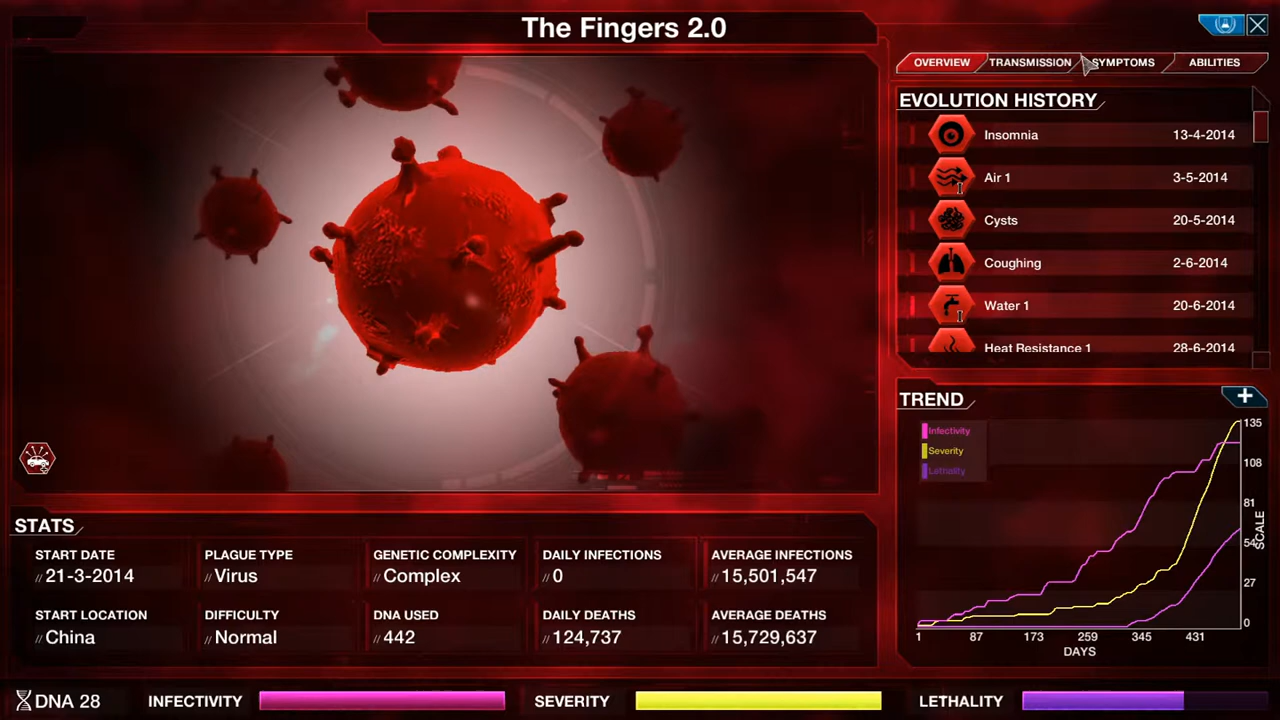 The Fingers 2.0
OVERVIEW TRANSMISSION SYMPTOMS ABILITIES
EVOLUTION HISTORY
Insomnia 13-4-2014
Air 1 3-5-2014
Cysts 20-5-2014
Coughing 2-6-2014
Water 1 20-6-2014
Heat Resistance 1 28-6-2014
TREND
+
Infectivity
Severity
Lethality
135
108
81
54
27
0
SCALE
1 87 173 259 345 431
DAYS
STATS
START DATE PLAGUE TYPE GENETIC COMPLEXITY DAILY INFECTIONS AVERAGE INFECTIONS
// 21-3-2014 // Virus // Complex // 0 // 15,501,547
START LOCATION DIFFICULTY DNA USED DAILY DEATHS AVERAGE DEATHS
// China // Normal // 442 // 124,737 // 15,729,637
DNA 28 INFECTIVITY SEVERITY LETHALITY